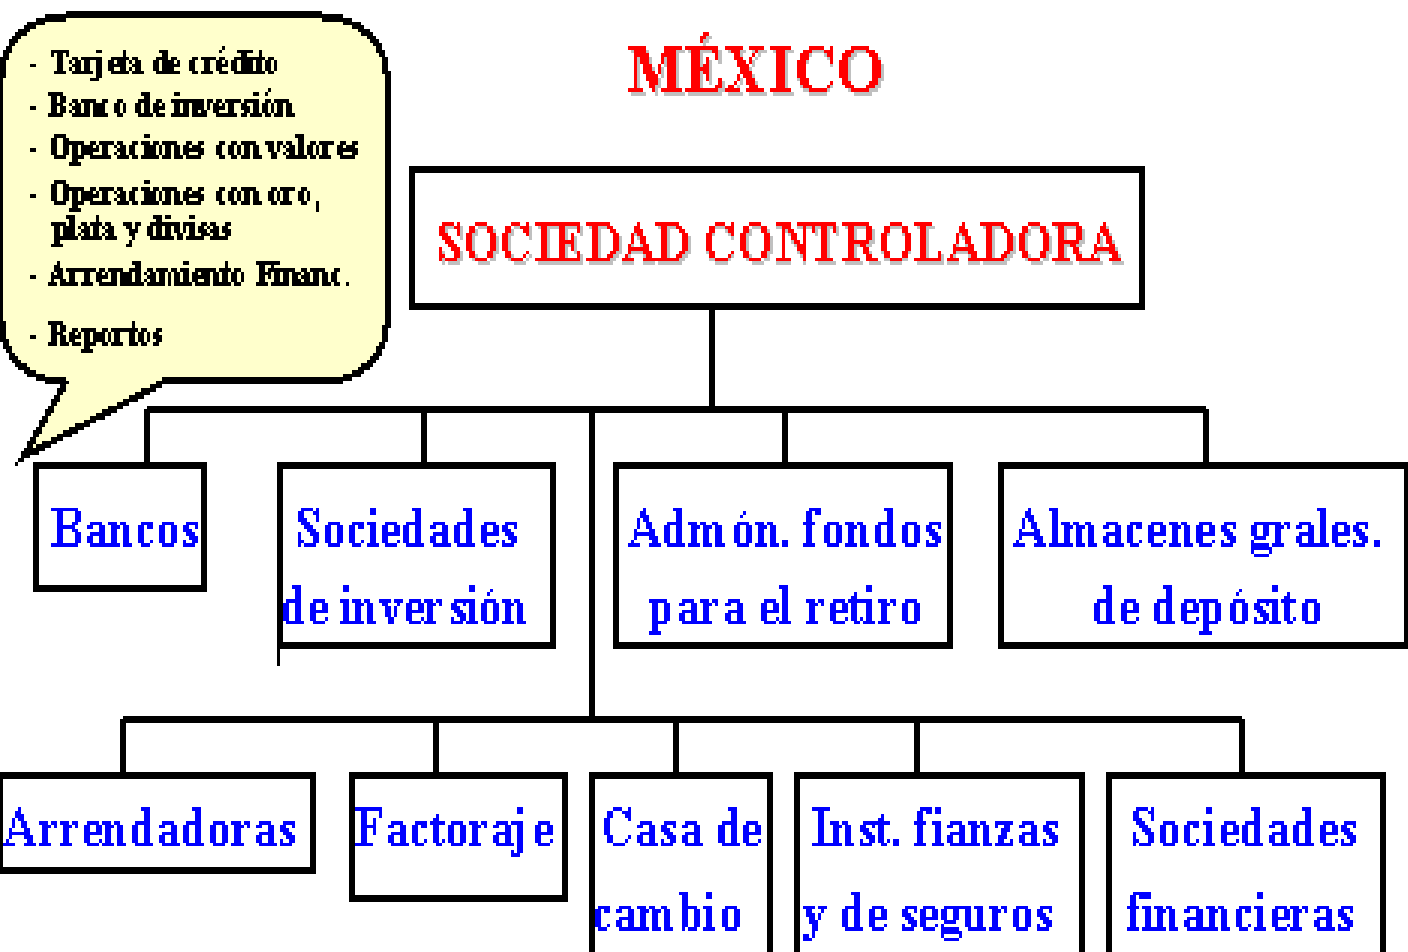 - Tarjeta de crédito
- Banco de inversión
- Operaciones con valores
- Operaciones con oro,
plata y divisas
- Arrendamiento Financ.
- Reportos
MÉXICO
SOCIEDAD CONTROLADORA
Bancos
Sociedades
de inversión
Admón. fondos
para el retiro
Almacenes grales.
de depósito
Arrendadoras
Factoraje
Casa de
cambio
Inst. fianzas
y de seguros
Sociedades
financieras